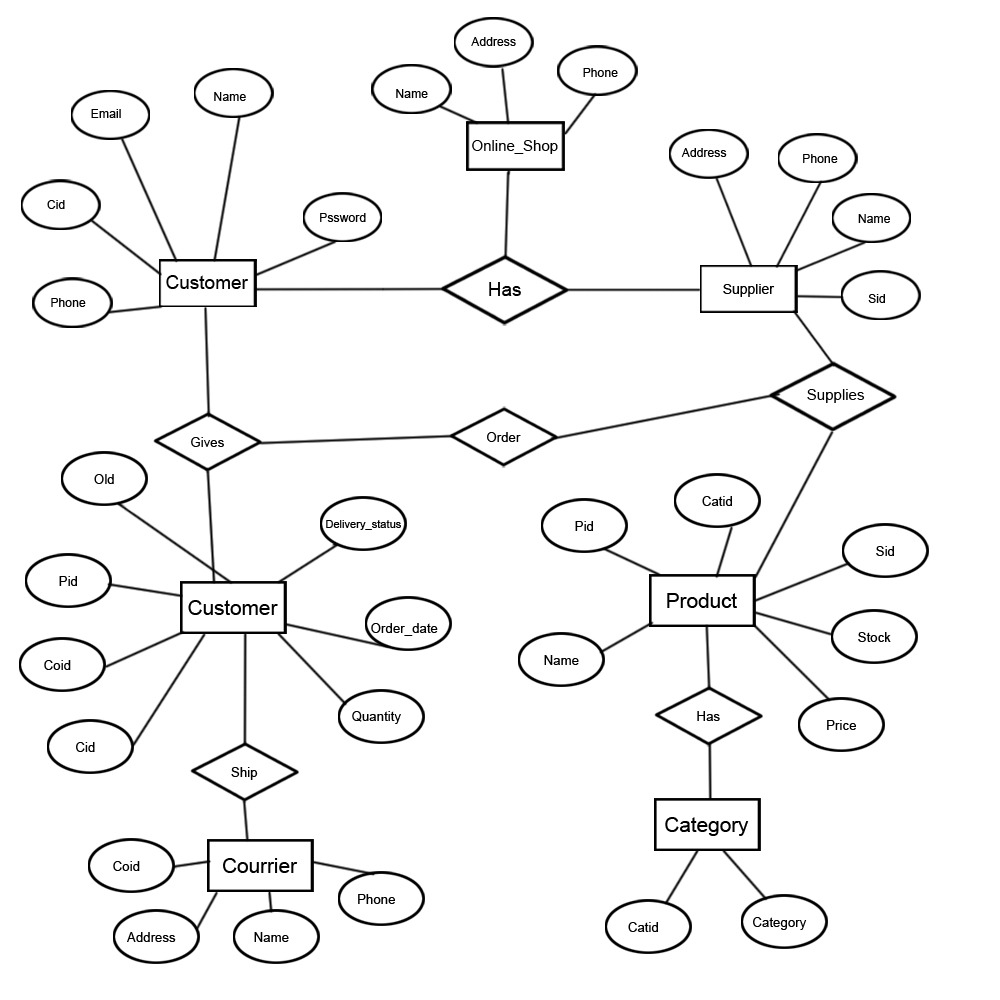 Address
Phone
Name
Online_Shop
Name
Email
Cid
Pssword
Phone
Customer
Has
Address
Phone
Name
Sid
Supplier
Supplies
Gives
Order
Old
Delivery_status
Pid
Customer
Order_date
Coid
Quantity
Cid
Ship
Coid
Courrier
Phone
Address
Name
Catid
Pid
Sid
Product
Stock
Name
Price
Has
Category
Catid
Category